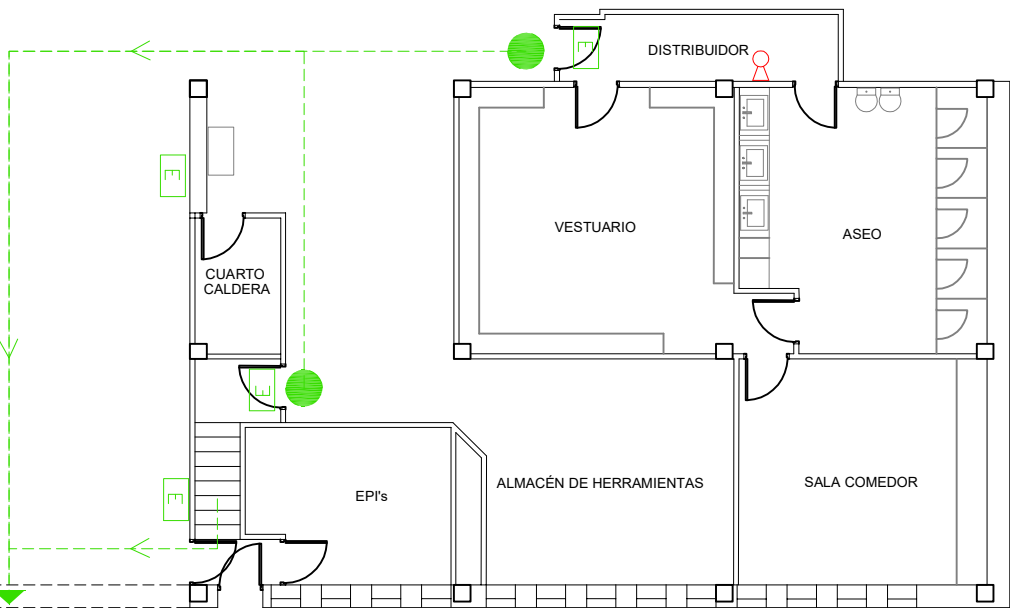 DISTRIBUIDOR
E
E
VESTUARIO
ASEO
CUARTO
CALDERA
E
E
EPI's
ALMACÉN DE HERRAMIENTAS
SALA COMEDOR